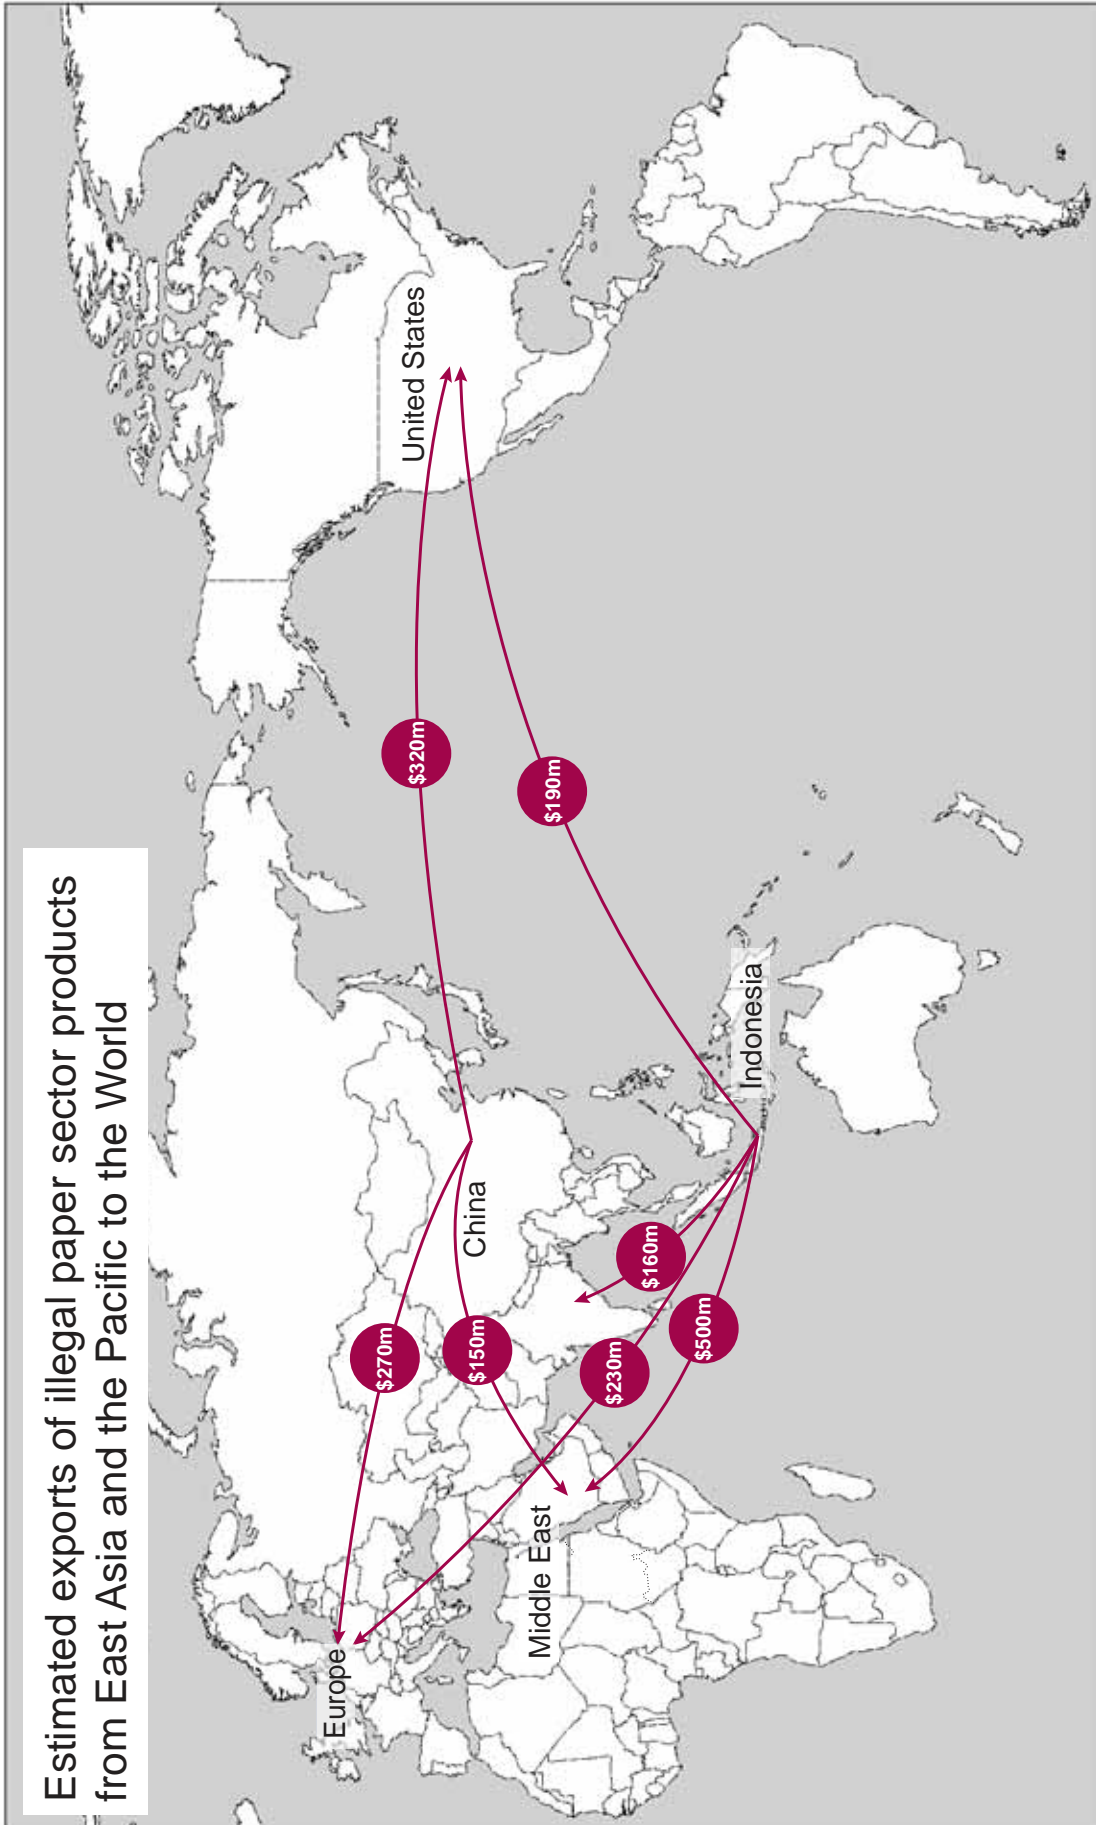 Estimated exports of illegal paper sector products
from East Asia and the Pacific to the World
Europe
$270m
$320m
United States
China
$150m
$190m
Middle East
$230m
$160m
$500m
Indonesia